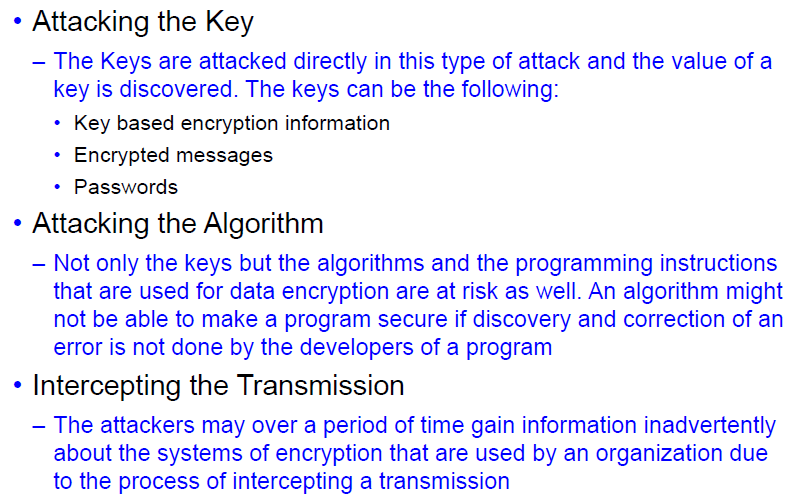 • Attacking the Key
– The Keys are attacked directly in this type of attack and the value of a
key is discovered. The keys can be the following:
• Key based encryption information
• Encrypted messages
• Passwords
• Attacking the Algorithm
– Not only the keys but the algorithms and the programming instructions
that are used for data encryption are at risk as well. An algorithm might
not be able to make a program secure if discovery and correction of an
error is not done by the developers of a program
• Intercepting the Transmission
– The attackers may over a period of time gain information inadvertently
about the systems of encryption that are used by an organization due
to the process of intercepting a transmission